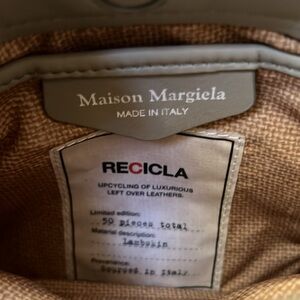 Maison Margiela
MADE IN ITALY
RECICLA
UPCYCLING OF LUXURIOUS
LEFT OVER LEATHERS.
Limited edition:
50 pieces total
Material description:
Lambskin
Provenance:
Sourced in Italy